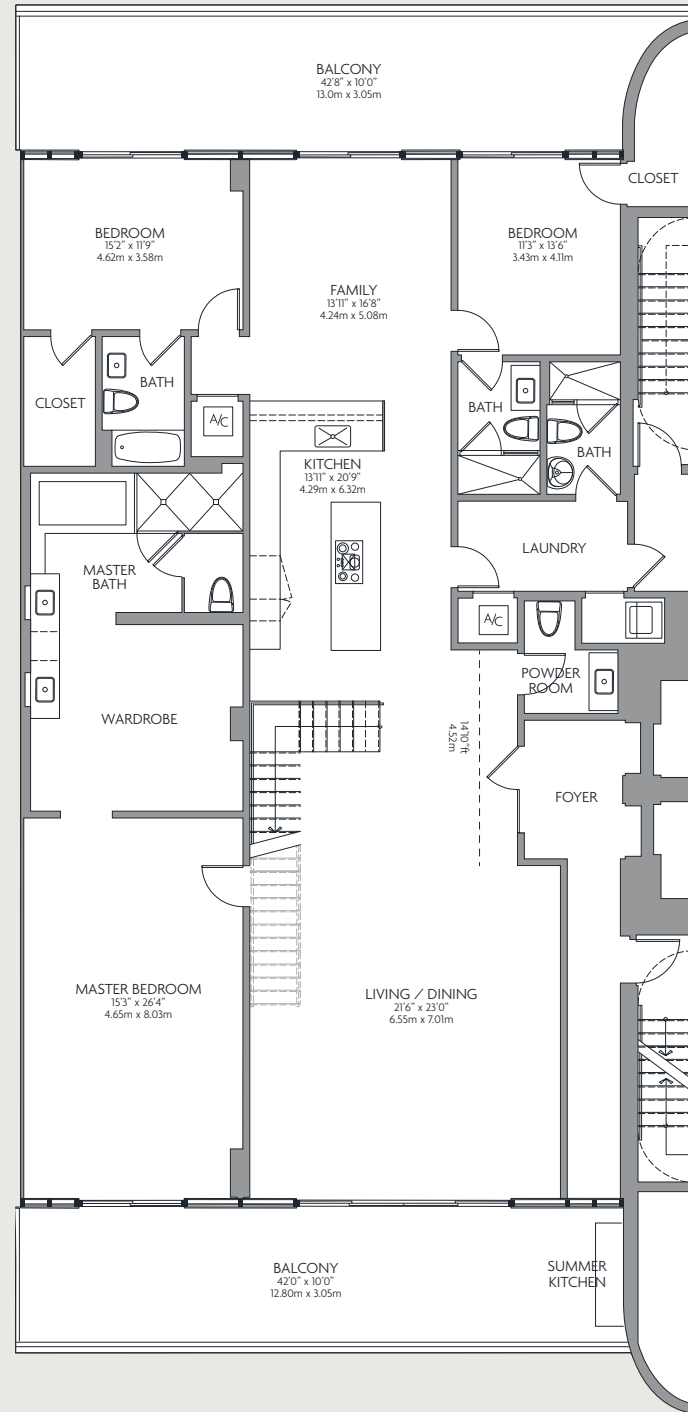 BALCONY
42'8" x 10'0"
13.0m x 3.05m
CLOSET
BEDROOM
15'2" x 11'9"
4.62m x 3.58m
BEDROOM
11'3" x 13'6"
3.43m x 4.11m
FAMILY
13'11" x 16'8"
4.24m x 5.08m
BATH
CLOSET
A/C
BATH
BATH
KITCHEN
13'11" x 20'9"
4.29m x 6.32m
LAUNDRY
MASTER
BATH
A/C
POWDER
ROOM
WARDROBE
14'10"ft
4.52m
FOYER
MASTER BEDROOM
15'3" x 26'4"
4.65m x 8.03m
LIVING / DINING
21'6" x 23'0"
6.55m x 7.01m
BALCONY
42'0" x 10'0"
12.80m x 3.05m
SUMMER
KITCHEN